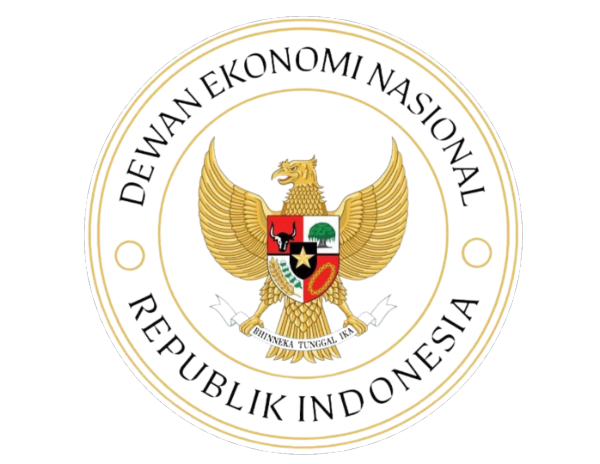 DEWAN EKONOMI NASIONAL
BHINNEKA TUNGGAL IKA
REPUBLIK INDONESIA